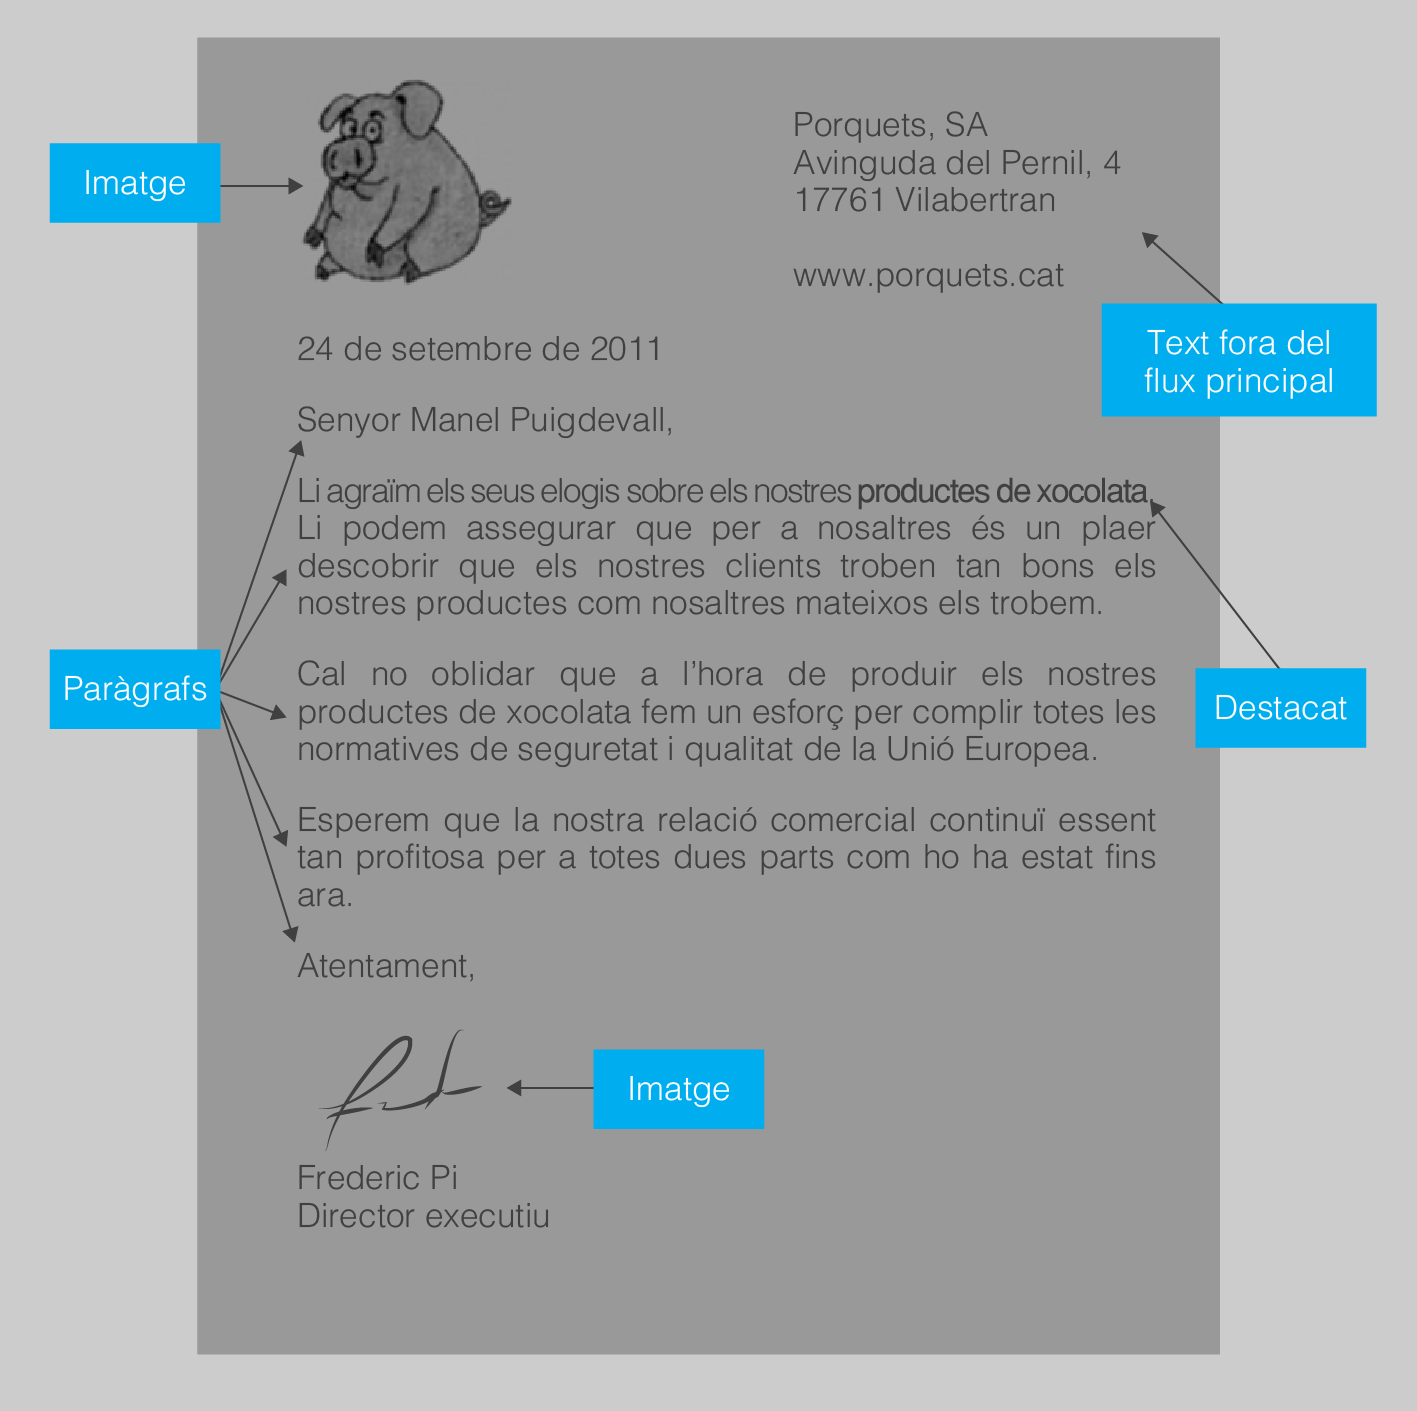 Imatge
Porquets, SA
Avinguda del Pernil, 4
17761 Vilabertran
www.porquets.cat
Text fora del
flux principal
24 de setembre de 2011
Senyor Manel Puigdevall,
Li agraïm els seus elogis sobre els nostres productes de xocolata.
Li podem assegurar que per a nosaltres és un plaer
descobrir que els nostres clients troben tan bons els
nostres productes com nosaltres mateixos els trobem.
Paràgrafs
Cal no oblidar que a l’hora de produir els nostres
productes de xocolata fem un esforç per complir totes les
normatives de seguretat i qualitat de la Unió Europea.
Destacat
Esperem que la nostra relació comercial continuï essent
tan profitosa per a totes dues parts com ho ha estat fins
ara.
Atentament,
Imatge
Frederic Pi
Director executiu